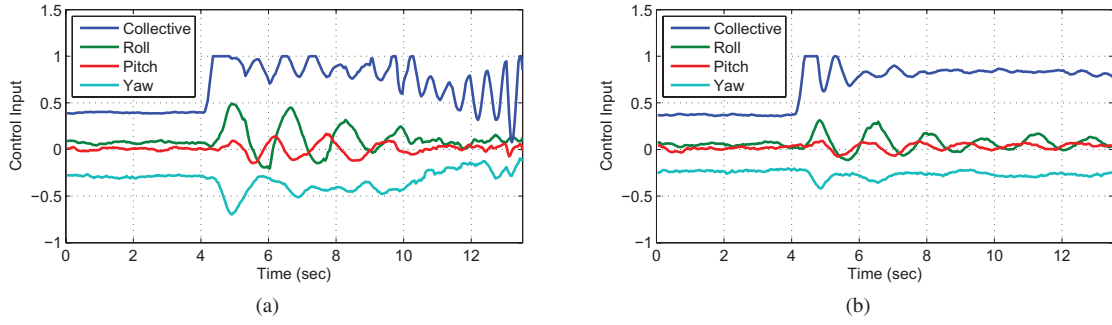 1.5
1
0.5
0
−0.5
−1
Control Input
Collective
Roll
Pitch
Yaw
0 2 4 6 8 10 12
Time (sec)
(a)
1.5
1
0.5
0
−0.5
−1
Control Input
Collective
Roll
Pitch
Yaw
0 2 4 6 8 10 12
Time (sec)
(b)